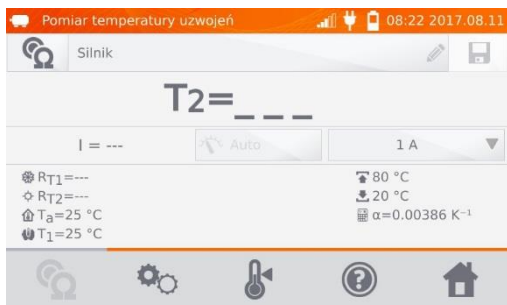 Pomiar temperatury uzwojeń 08:22 2017.08.11
Silnik
T2=_ _ _
I = --- Auto 1 A
RT1=--- 80 °C
RT2=--- 20 °C
Ta=25 °C α=0.00386 K⁻¹
T1=25 °C